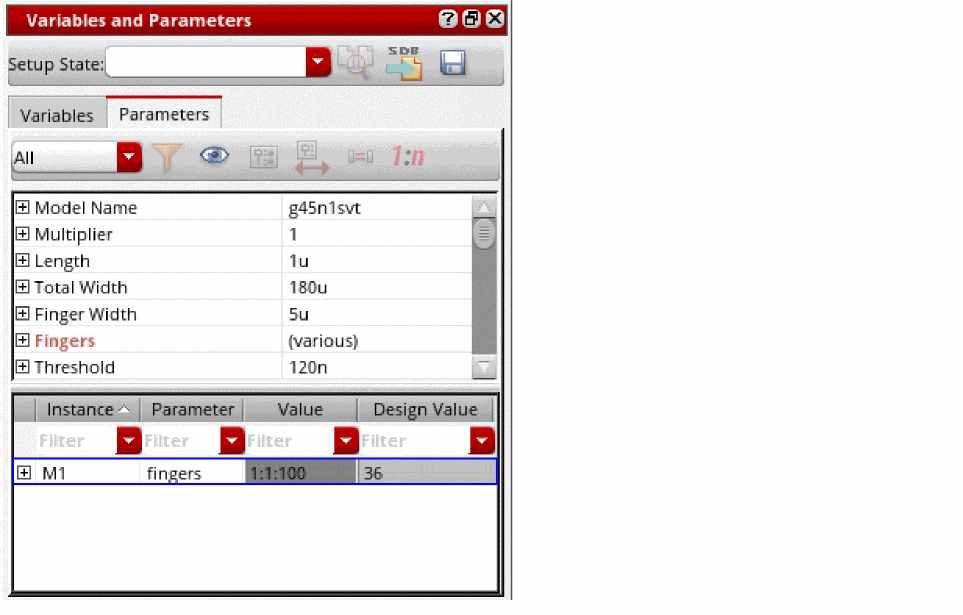 Variables and Parameters
Setup State:
SDB
Variables Parameters
All 1:n
Model Name g45n1svt
Multiplier 1
Length 1u
Total Width 180u
Finger Width 5u
Fingers (various)
Threshold 120n
Instance Parameter Value Design Value
Filter Filter Filter Filter
M1 fingers 1:1:100 36